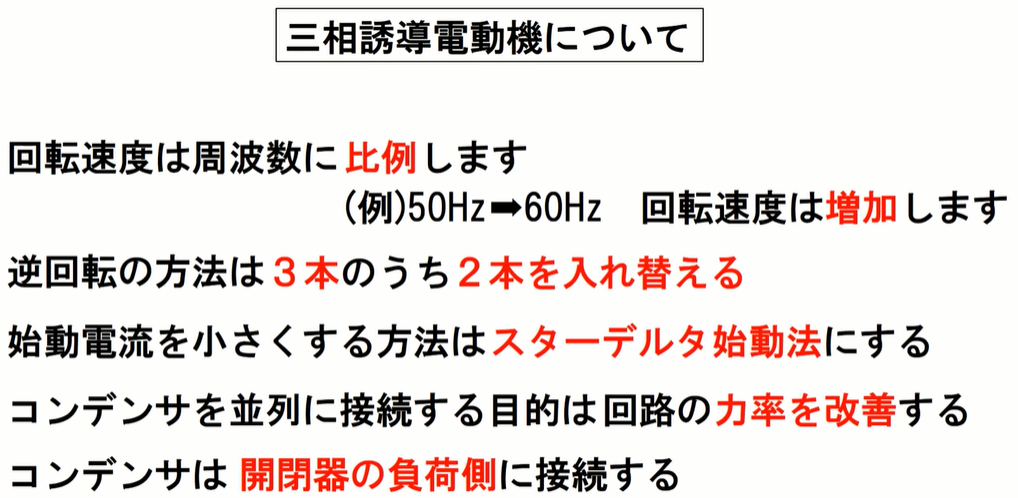 三相誘導電動機について
回転速度は周波数に比例します
(例)50Hz➡60Hz　回転速度は増加します
逆回転の方法は３本のうち２本を入れ替える
始動電流を小さくする方法はスターデルタ始動法にする
コンデンサを並列に接続する目的は回路の力率を改善する
コンデンサは開閉器の負荷側に接続する